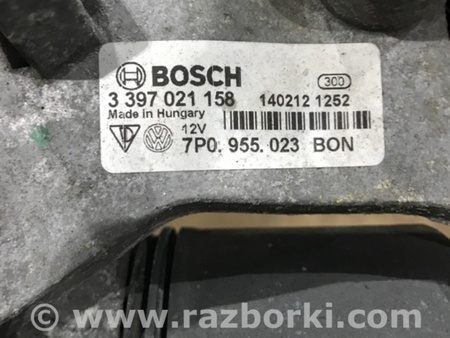 BOSCH
300
3 397 021 158 140212 1252
Made in Hungary
12V
7P0. 955. 023 BON
www.razborki.com